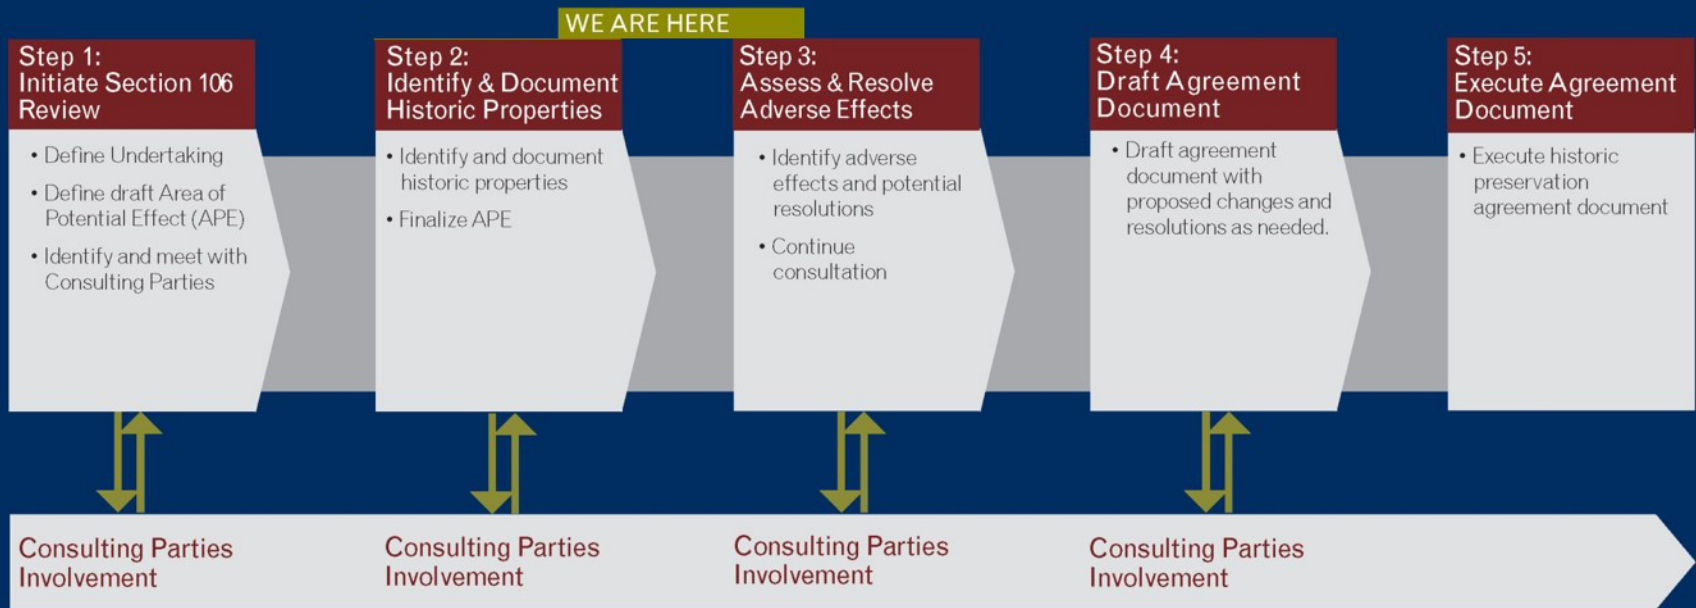 WE ARE HERE
Step 1:
Initiate Section 106
Review
• Define Undertaking
• Define draft Area of
Potential Effect (APE)
• Identify and meet with
Consulting Parties
Step 2:
Identify & Document
Historic Properties
• Identify and document
historic properties
• Finalize APE
Step 3:
Assess & Resolve
Adverse Effects
• Identify adverse
effects and potential
resolutions
• Continue
consultation
Step 4:
Draft Agreement
Document
• Draft agreement
document with
proposed changes and
resolutions as needed.
Step 5:
Execute Agreement
Document
• Execute historic
preservation
agreement document
Consulting Parties
Involvement
Consulting Parties
Involvement
Consulting Parties
Involvement
Consulting Parties
Involvement